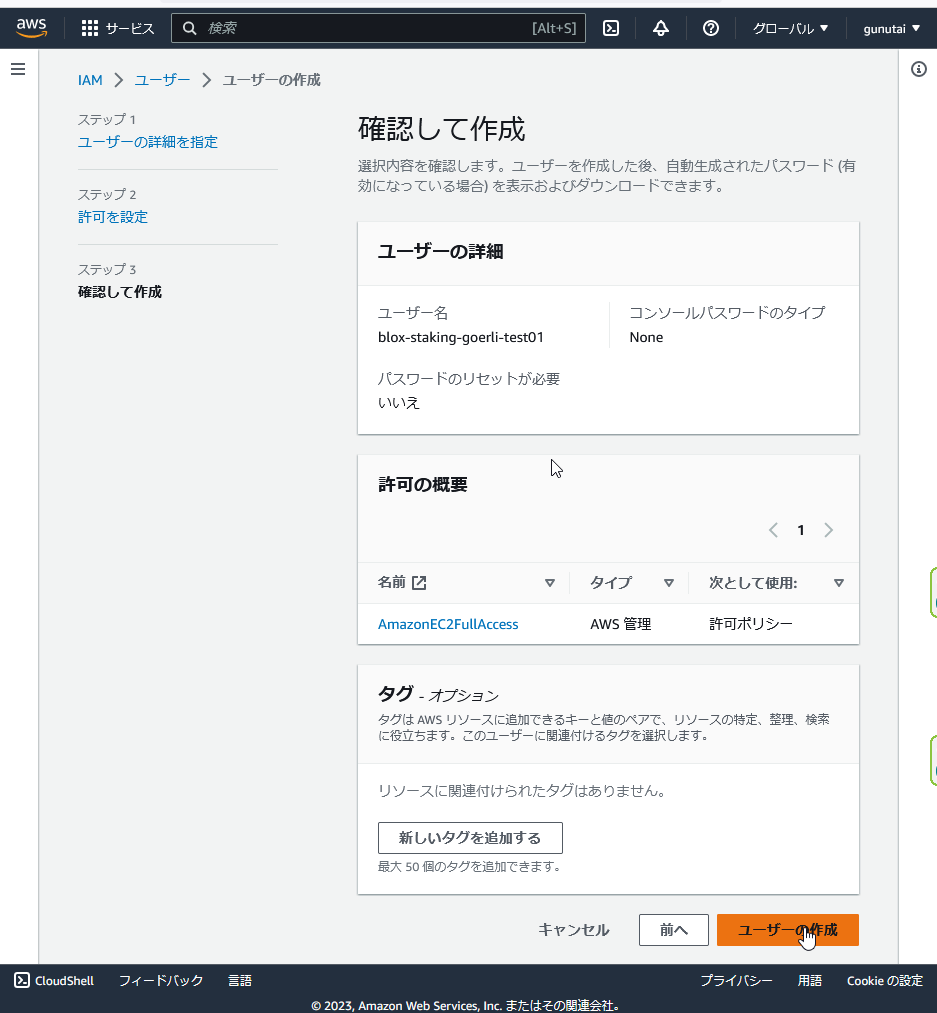 aws
サービス
検索
[Alt+S]
グローバル
gunutai
IAM
ユーザー
ユーザーの作成
ステップ 1
ユーザーの詳細を指定
ステップ 2
許可を設定
ステップ 3
確認して作成
確認して作成
選択内容を確認します。ユーザーを作成した後、自動生成されたパスワード (有
効になっている場合) を表示およびダウンロードできます。
ユーザーの詳細
ユーザー名
blox-staking-goerli-test01
コンソールパスワードのタイプ
None
パスワードのリセットが必要
いいえ
許可の概要
1
名前
タイプ
次として使用:
AmazonEC2FullAccess
AWS 管理
許可ポリシー
タグ - オプション
タグは AWS リソースに追加できるキーと値のペアで、リソースの特定、整理、検索
に役立ちます。このユーザーに関連付けるタグを選択します。
リソースに関連付けられたタグはありません。
新しいタグを追加する
最大 50 個のタグを追加できます。
キャンセル
前へ
ユーザーの作成
CloudShell
フィードバック
言語
プライバシー
用語
Cookie の設定
© 2023, Amazon Web Services, Inc. またはその関連会社。